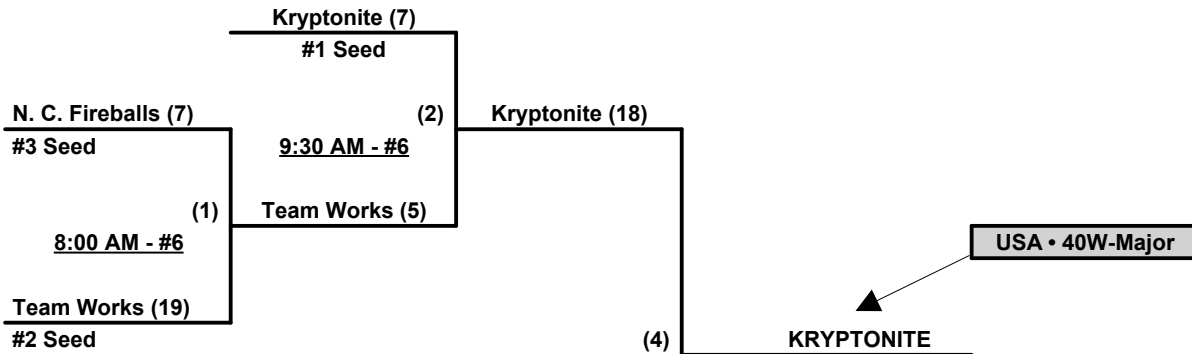 Kryptonite (7)
#1 Seed
N. C. Fireballs (7)
(2)
Kryptonite (18)
#3 Seed
9:30 AM - #6
(1)
Team Works (5)
8:00 AM - #6
USA • 40W-Major
Team Works (19)
#2 Seed
(4)
KRYPTONITE